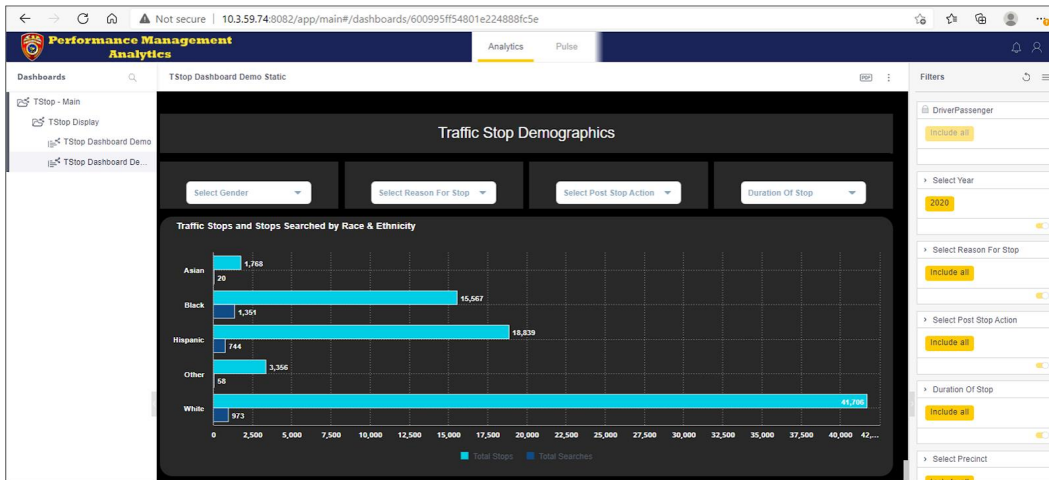 Not secure | 10.3.59.74:8082/app/main#/dashboards/600995ff54801e224888fc5e
Performance Management
Analytics
Analytics Pulse
Dashboards
TStop Dashboard Demo Static
PDF
Filters
TStop - Main
TStop Display
TStop Dashboard Demo
TStop Dashboard De...
Traffic Stop Demographics
Select Gender
Select Reason For Stop
Select Post Stop Action
Duration Of Stop
Traffic Stops and Stops Searched by Race & Ethnicity
Asian 1,768
20
Black 15,567
1,351
Hispanic 18,839
744
Other 3,356
58
White 41,786
973
0 2,500 5,000 7,500 10,000 12,500 15,000 17,500 20,000 22,500 25,000 27,500 30,000 32,500 35,000 37,500 40,000 42,...
Total Stops Total Searches
DriverPassenger
Include all
Select Year
2020
Select Reason For Stop
Include all
Select Post Stop Action
Include all
Duration Of Stop
Include all
Select Precinct